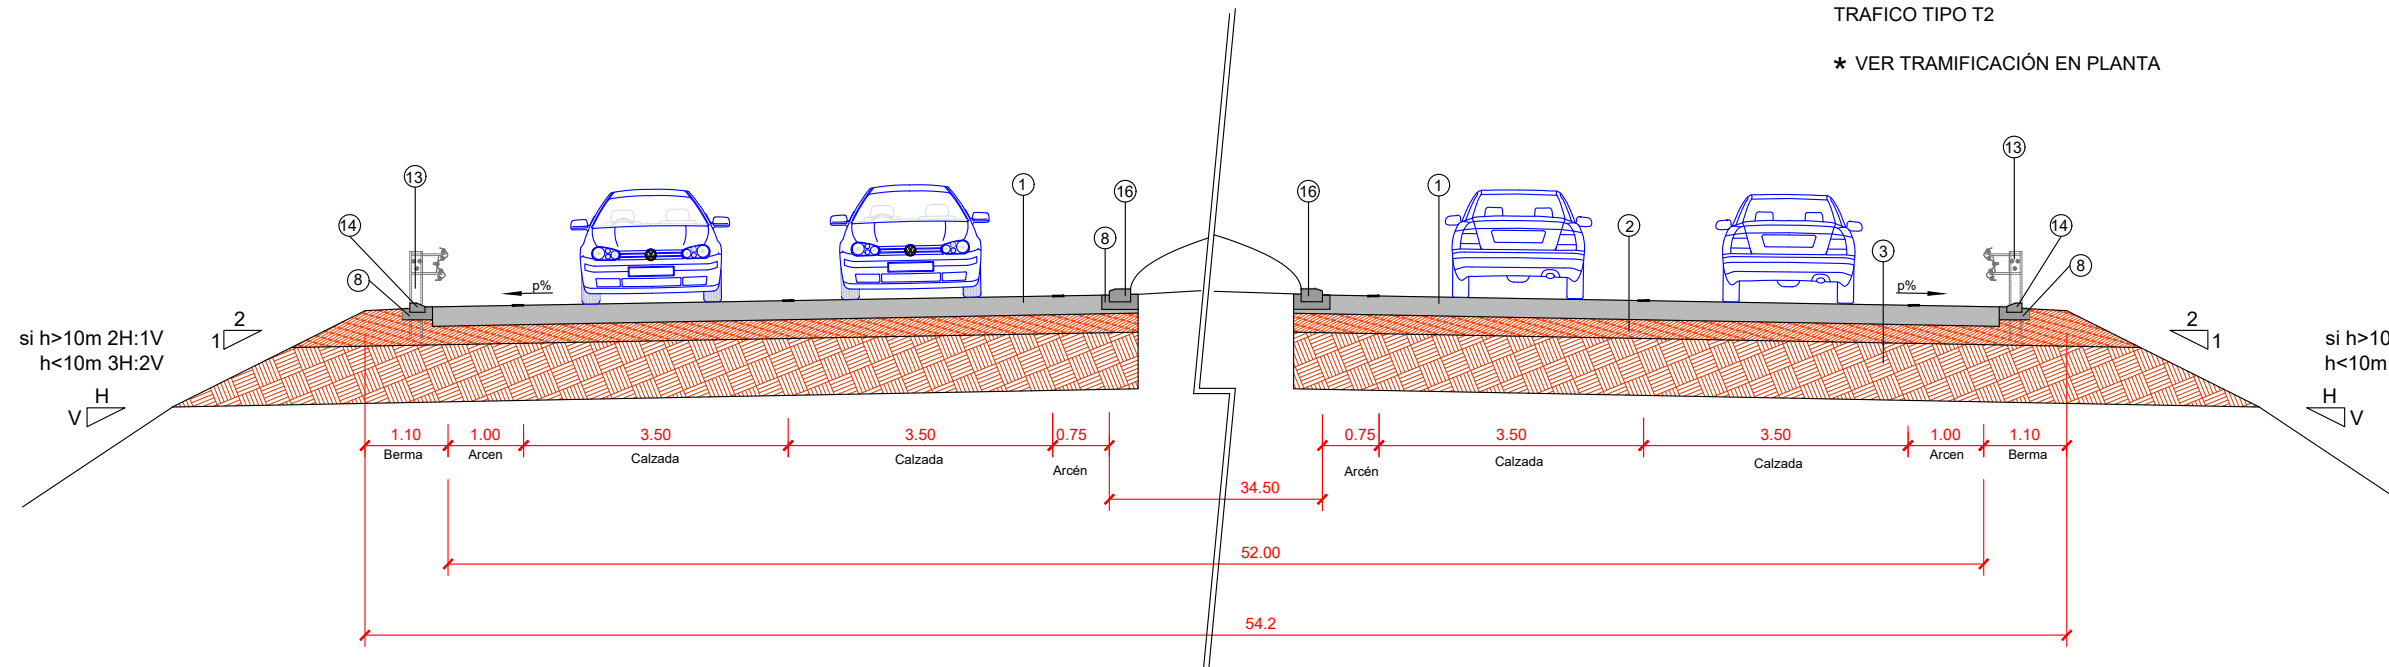 TRAFICO TIPO T2
* VER TRAMIFICACIÓN EN PLANTA
13
14
8
1
16
8
16
1
2
3
13
14
8
p%
p%
2
1
si h>10m 2H:1V
h<10m 3H:2V
H
V
2
1
si h>10
h<10m
H
V
1.10
1.00
3.50
3.50
0.75
0.75
3.50
3.50
1.00
1.10
Berma
Arcen
Calzada
Calzada
Arcén
Arcén
Calzada
Calzada
Arcen
Berma
34.50
52.00
54.2